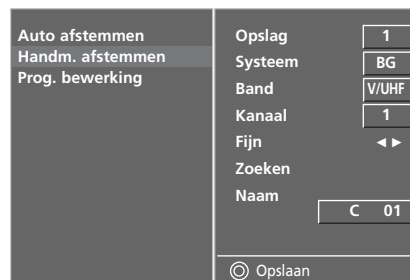 Auto afstemmen
Handm. afstemmen
Prog. bewerking
Opslag 1
Systeem BG
Band V/UHF
Kanaal 1
Fijn ◄►
Zoeken
Naam
C 01
Opslaan